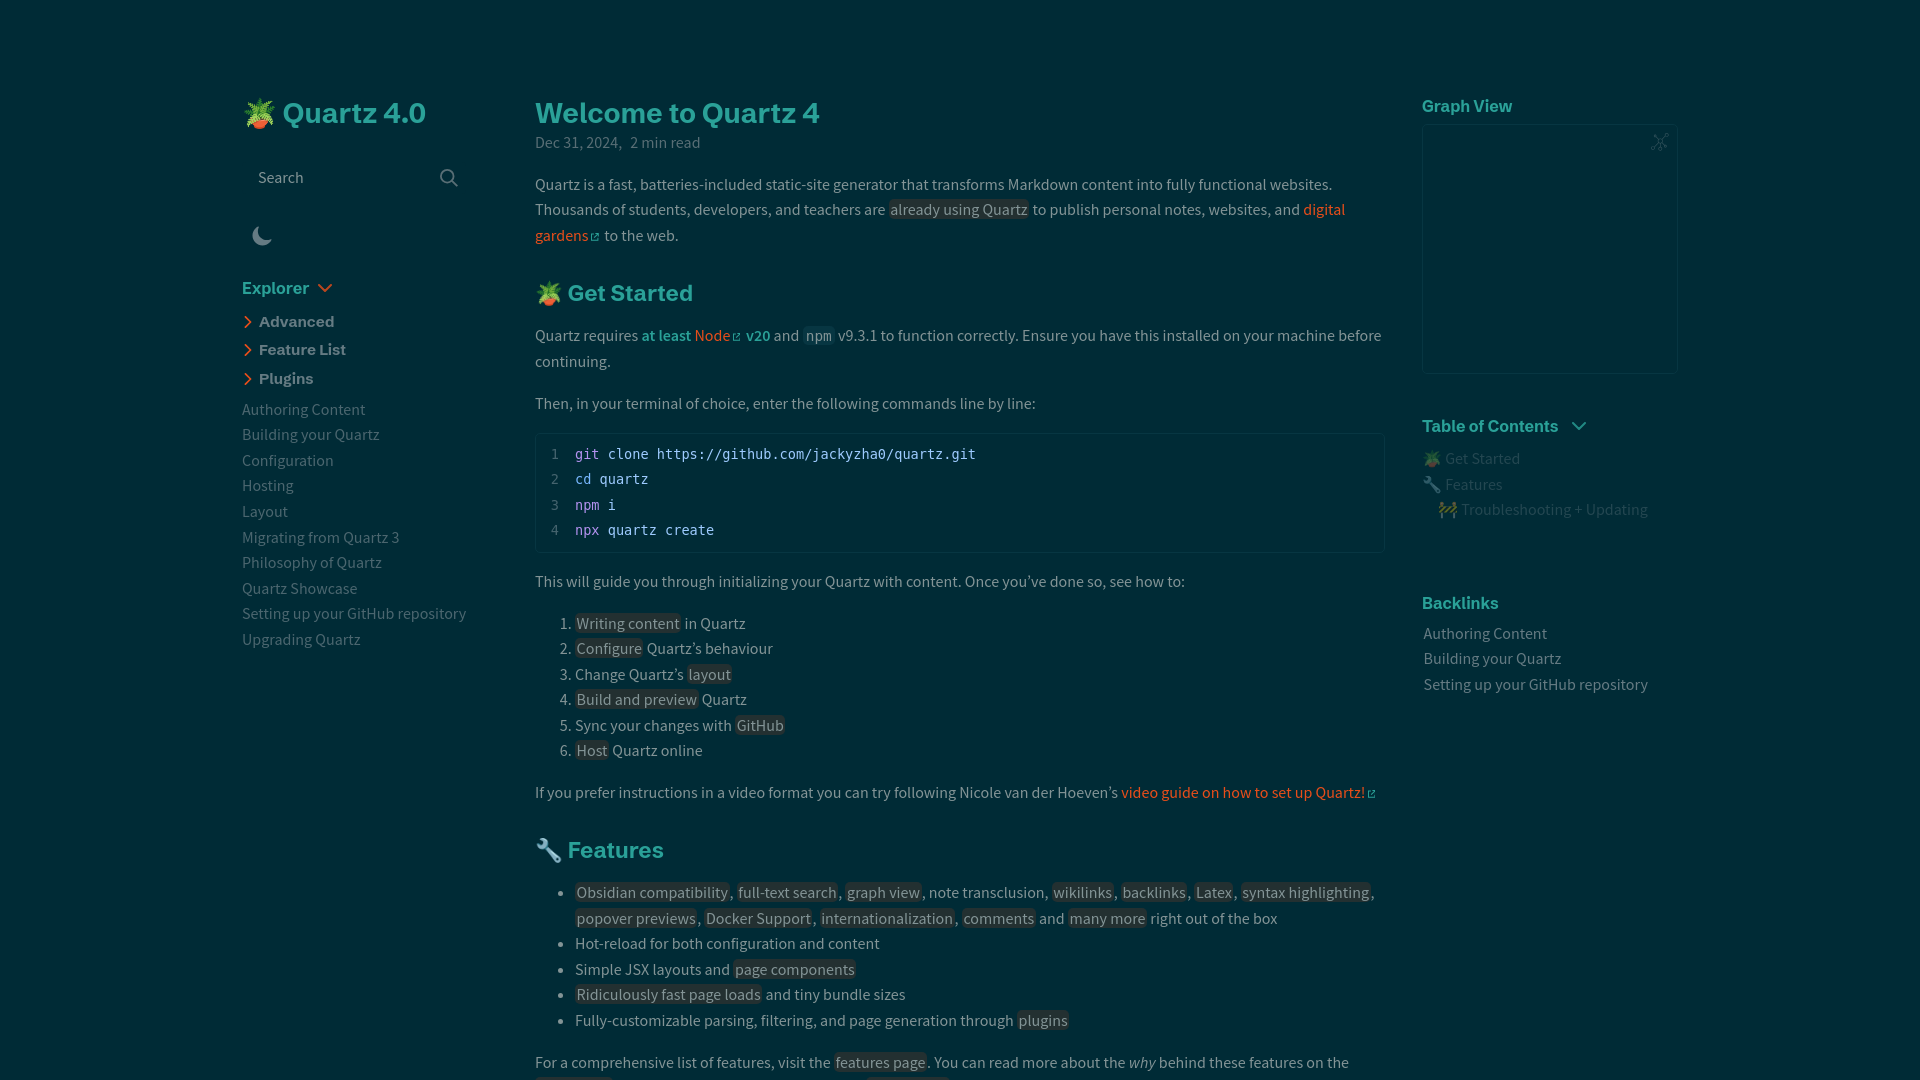 🪴 Quartz 4.0
Search
Explorer
Advanced
Feature List
Plugins
Authoring Content
Building your Quartz
Configuration
Hosting
Layout
Migrating from Quartz 3
Philosophy of Quartz
Quartz Showcase
Setting up your GitHub repository
Upgrading Quartz
Welcome to Quartz 4
Dec 31, 2024, 2 min read
Quartz is a fast, batteries-included static-site generator that transforms Markdown content into fully functional websites.
Thousands of students, developers, and teachers are already using Quartz to publish personal notes, websites, and digital
gardens to the web.
🪴 Get Started
Quartz requires at least Node v20 and npm v9.3.1 to function correctly. Ensure you have this installed on your machine before
continuing.
Then, in your terminal of choice, enter the following commands line by line:
1 git clone https://github.com/jackyzha0/quartz.git
2 cd quartz
3 npm i
4 npx quartz create
This will guide you through initializing your Quartz with content. Once you’ve done so, see how to:
1. Writing content in Quartz
2. Configure Quartz’s behaviour
3. Change Quartz’s layout
4. Build and preview Quartz
5. Sync your changes with GitHub
6. Host Quartz online
If you prefer instructions in a video format you can try following Nicole van der Hoeven’s video guide on how to set up Quartz!
🔧 Features
• Obsidian compatibility, full-text search, graph view, note transclusion, wikilinks, backlinks, Latex, syntax highlighting,
popover previews, Docker Support, internationalization, comments and many more right out of the box
• Hot-reload for both configuration and content
• Simple JSX layouts and page components
• Ridiculously fast page loads and tiny bundle sizes
• Fully-customizable parsing, filtering, and page generation through plugins
For a comprehensive list of features, visit the features page. You can read more about the why behind these features on the
Graph View
Table of Contents
🪴 Get Started
🔧 Features
🚧 Troubleshooting + Updating
Backlinks
Authoring Content
Building your Quartz
Setting up your GitHub repository